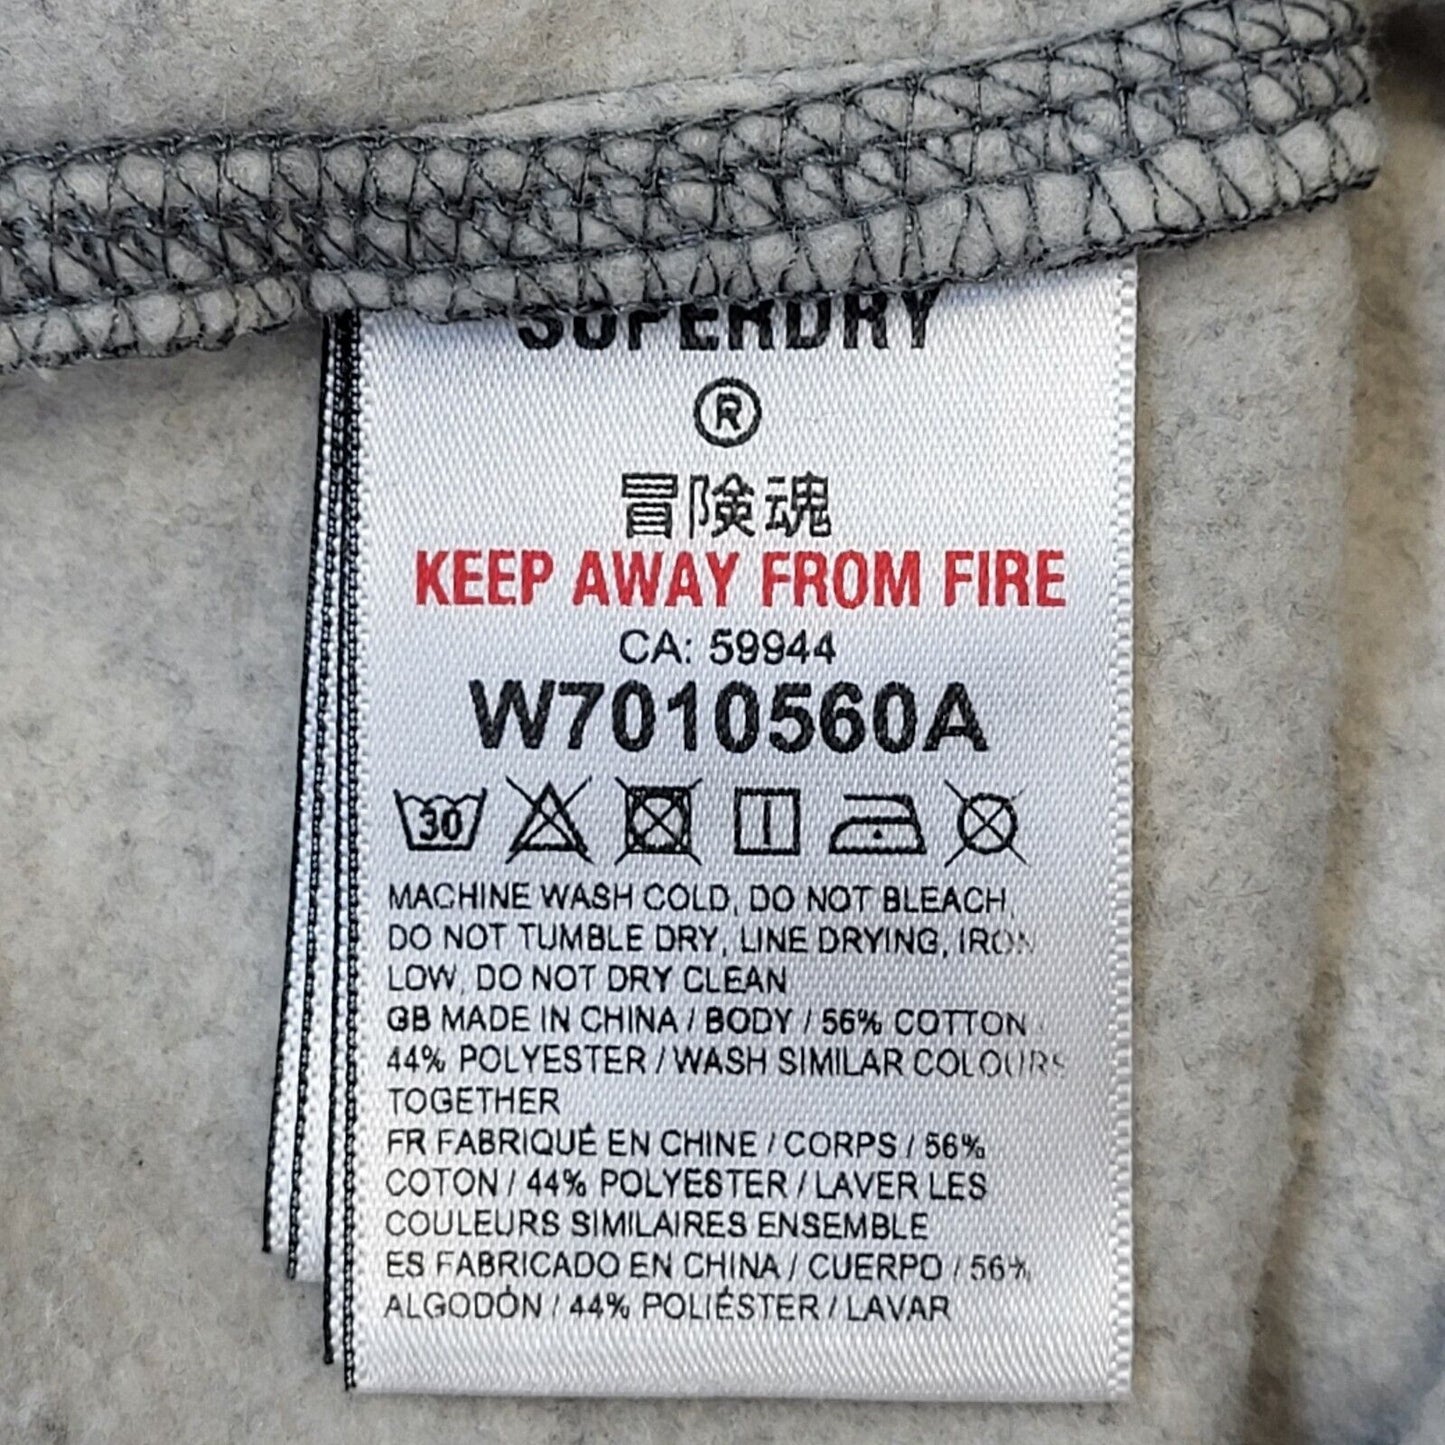 SUPERDRY
®
冒険魂
KEEP AWAY FROM FIRE
CA: 59944
W7010560A
30
MACHINE WASH COLD, DO NOT BLEACH,
DO NOT TUMBLE DRY, LINE DRYING, IRON
LOW, DO NOT DRY CLEAN
GB MADE IN CHINA / BODY / 56% COTTON
44% POLYESTER / WASH SIMILAR COLOURS
TOGETHER
FR FABRIQUÉ EN CHINE / CORPS / 56%
COTON / 44% POLYESTER / LAVER LES
COULEURS SIMILAIRES ENSEMBLE
ES FABRICADO EN CHINA / CUERPO / 56%
ALGODÓN / 44% POLIÉSTER / LAVAR